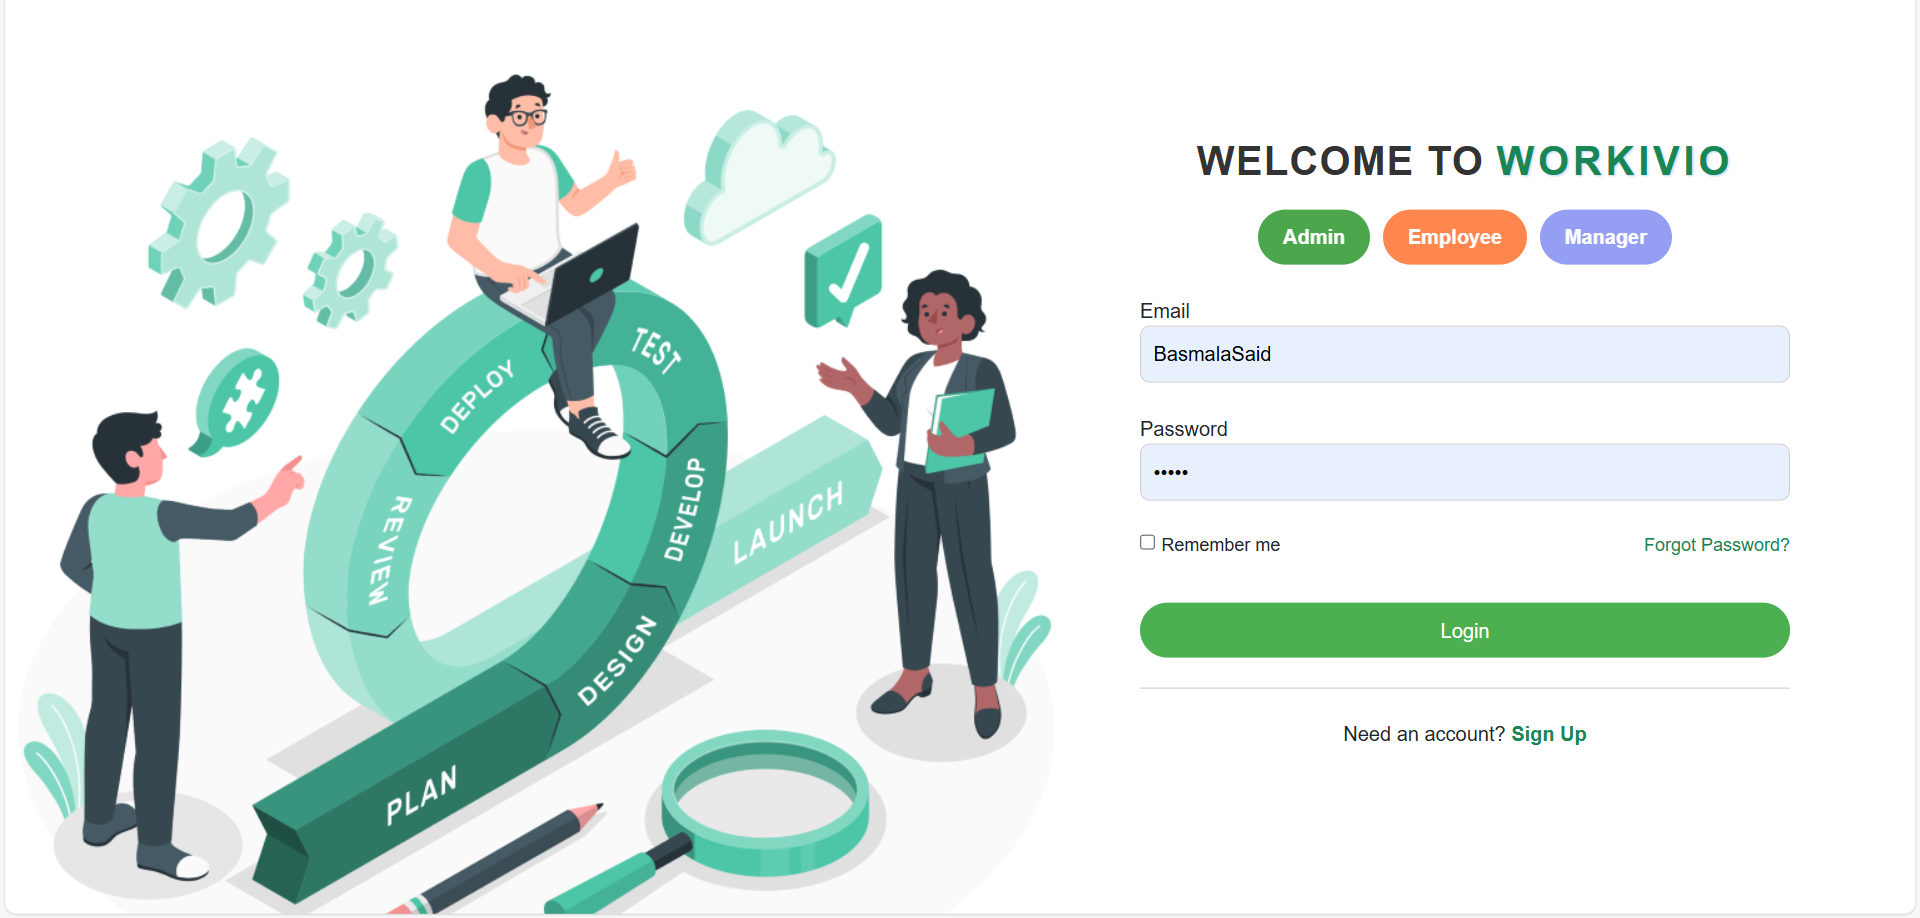 WELCOME TO WORKIVIO
Admin Employee Manager
Email
BasmalaSaid
Password
•••••
Remember me Forgot Password?
Login
Need an account? Sign Up
TEST
DEPLOY
DEVELOP
LAUNCH
REVIEW
DESIGN
PLAN